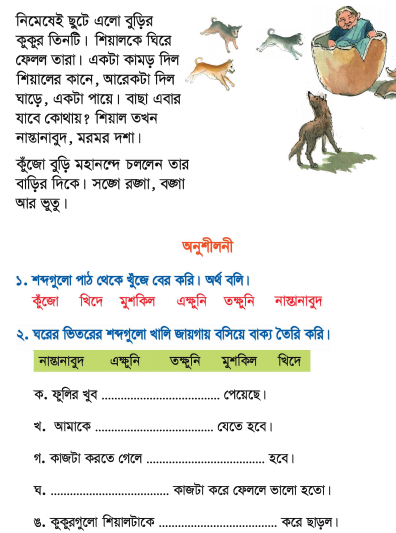 নিমেষেই ছুটে এলো বুড়ির
কুকুর তিনটি। শিয়ালকে ঘিরে
ফেলল তারা। একটা কামড় দিল
শিয়ালের কানে, আরেকটা দিল
ঘাড়ে, একটা পায়ে। বাছা এবার
যাবে কোথায়? শিয়াল তখন
নাস্তানাবুদ, মরমর দশা।
কুঁজো বুড়ি মহানন্দে চললেন তার
বাড়ির দিকে। সঙ্গে রঙ্গা, বঙ্গা
আর ভুতু।
অনুশীলনী
১. শব্দগুলো পাঠ থেকে খুঁজে বের করি। অর্থ বলি।
কুঁজো খিদে মুশকিল এক্ষুনি তক্ষুনি নাস্তানাবুদ
২. ঘরের ভিতরের শব্দগুলো খালি জায়গায় বসিয়ে বাক্য তৈরি করি।
নাস্তানাবুদ এক্ষুনি তক্ষুনি মুশকিল খিদে
ক. ফুলির খুব .................................... পেয়েছে।
খ. আমাকে .................................... যেতে হবে।
গ. কাজটা করতে গেলে .................................... হবে।
ঘ. .................................... কাজটা করে ফেললে ভালো হতো।
ঙ. কুকুরগুলো শিয়ালটাকে .................................... করে ছাড়ল।